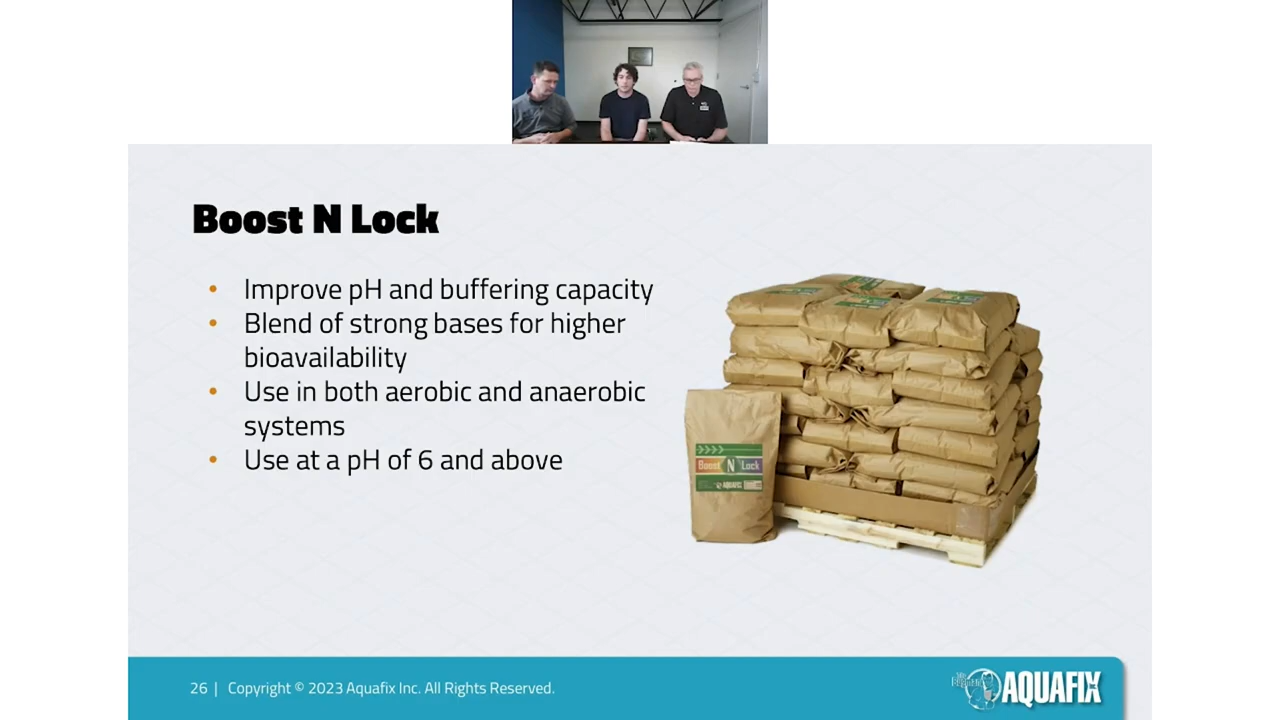 Boost N Lock
• Improve pH and buffering capacity
• Blend of strong bases for higher
bioavailability
• Use in both aerobic and anaerobic
systems
• Use at a pH of 6 and above
Boost N Lock
AQUAFIX
26 | Copyright © 2023 Aquafix Inc. All Rights Reserved.
AQUAFIX